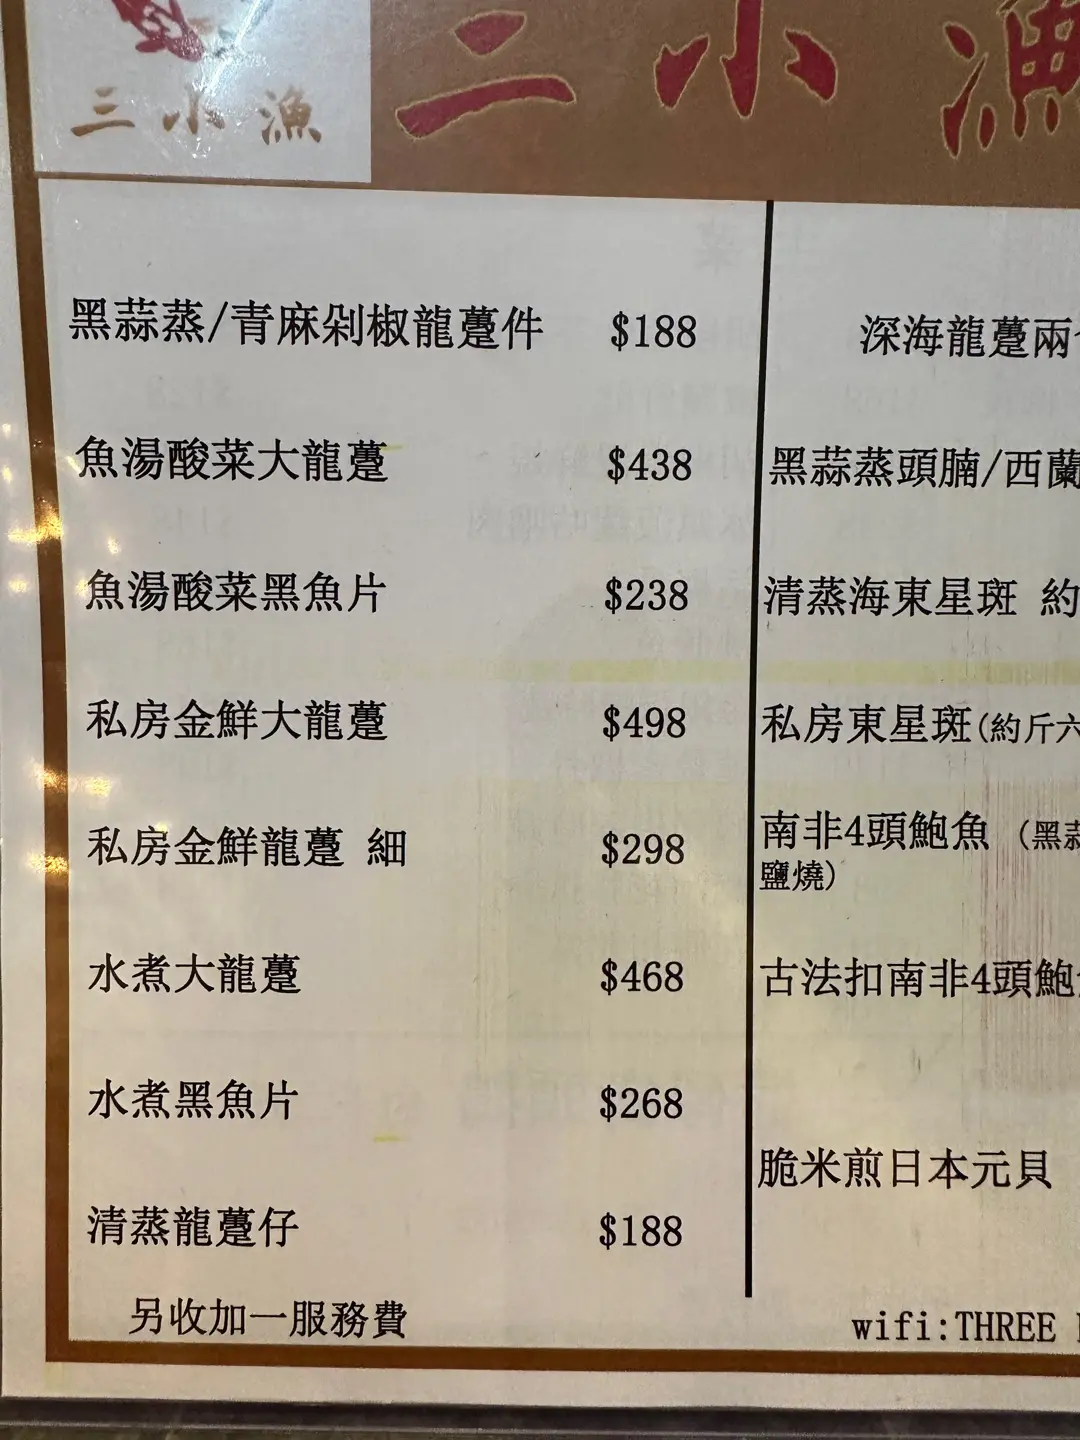 三小漁
三小漁
黑蒜蒸/青麻剁椒龍躉件 $188
魚湯酸菜大龍躉 $438
魚湯酸菜黑魚片 $238
私房金鮮大龍躉 $498
私房金鮮龍躉 細 $298
水煮大龍躉 $468
水煮黑魚片 $268
清蒸龍躉仔 $188
另收加一服務費
深海龍躉兩
黑蒜蒸頭腩/西蘭
清蒸海東星斑 約
私房東星斑(約斤六
南非4頭鮑魚 (黑蒜
鹽燒)
古法扣南非4頭鮑
脆米煎日本元貝
wifi:THREE